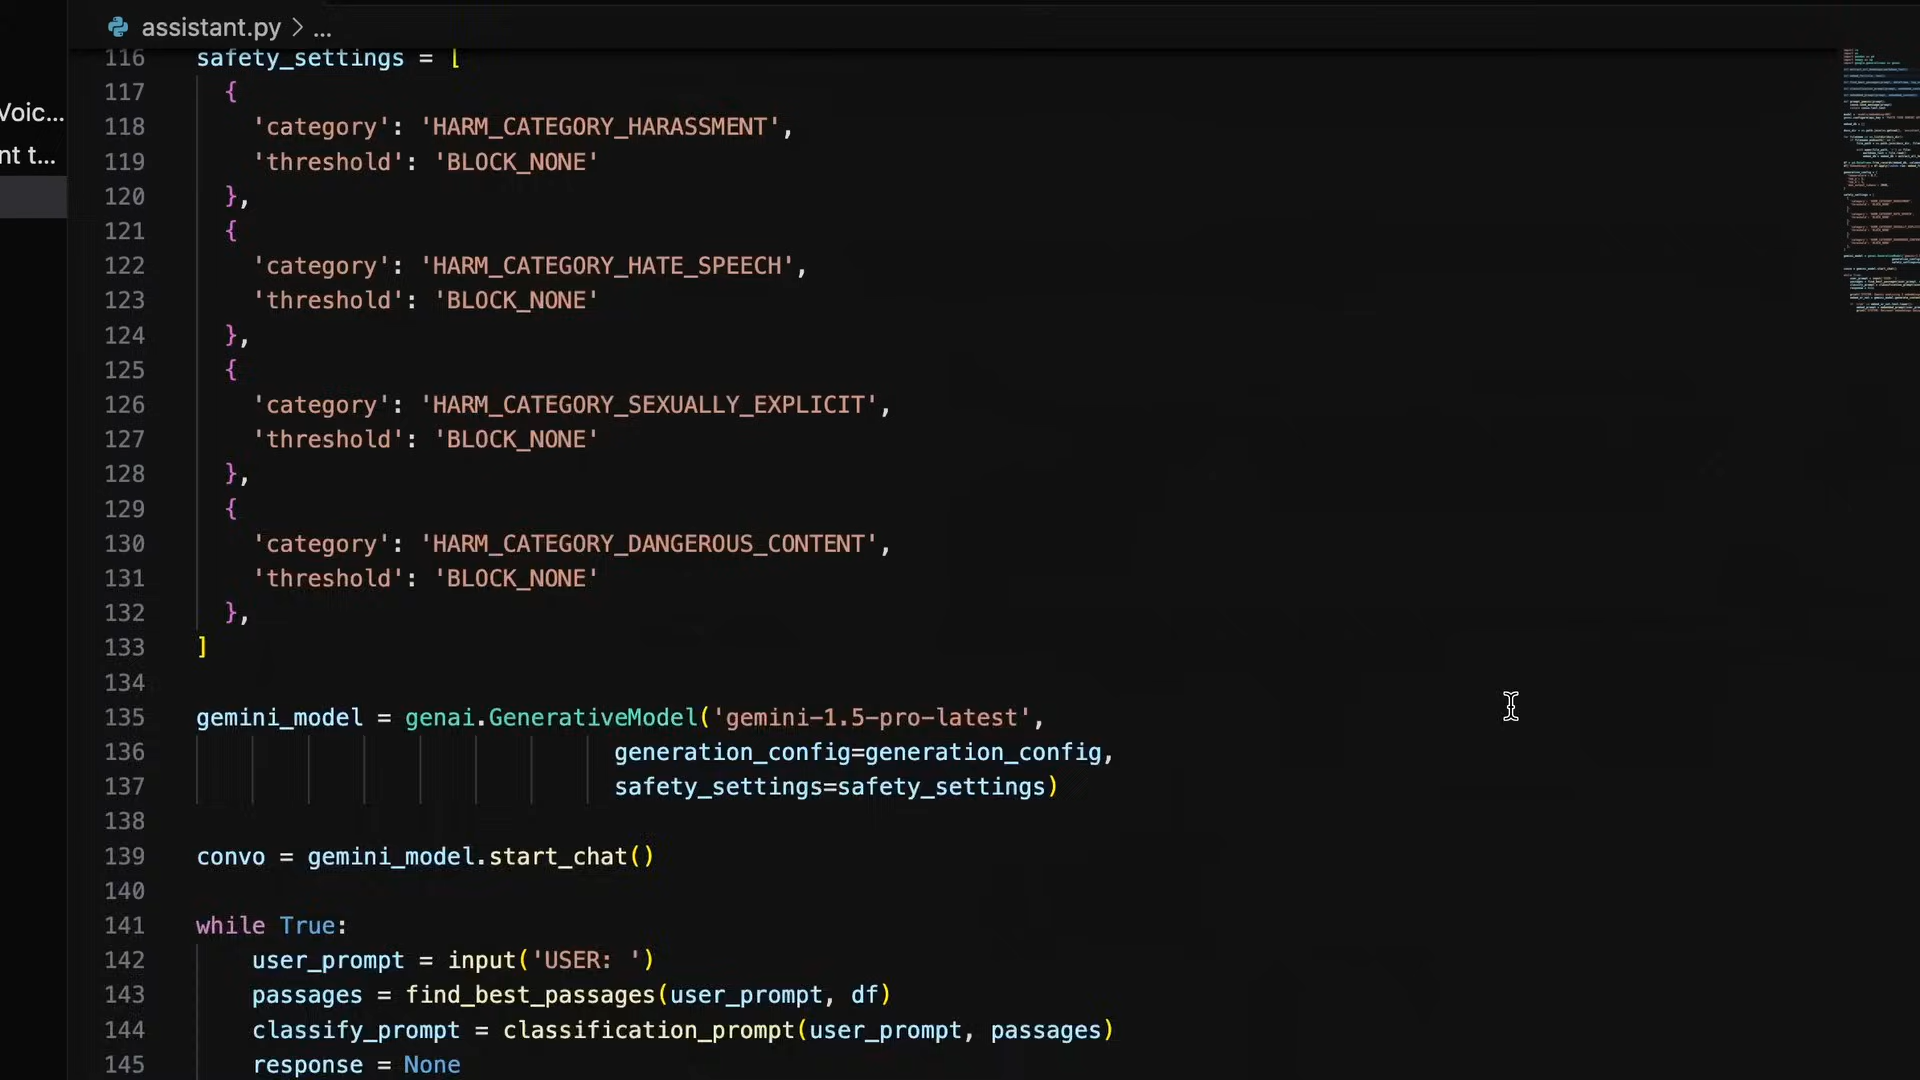 assistant.py > ...
Voic...
nt t...
116 safety_settings = [
117 {
118 'category': 'HARM_CATEGORY_HARASSMENT',
119 'threshold': 'BLOCK_NONE'
120 },
121 {
122 'category': 'HARM_CATEGORY_HATE_SPEECH',
123 'threshold': 'BLOCK_NONE'
124 },
125 {
126 'category': 'HARM_CATEGORY_SEXUALLY_EXPLICIT',
127 'threshold': 'BLOCK_NONE'
128 },
129 {
130 'category': 'HARM_CATEGORY_DANGEROUS_CONTENT',
131 'threshold': 'BLOCK_NONE'
132 },
133 ]
134
135 gemini_model = genai.GenerativeModel('gemini-1.5-pro-latest',
136 generation_config=generation_config,
137 safety_settings=safety_settings)
138
139 convo = gemini_model.start_chat()
140
141 while True:
142 user_prompt = input('USER: ')
143 passages = find_best_passages(user_prompt, df)
144 classify_prompt = classification_prompt(user_prompt, passages)
145 response = None